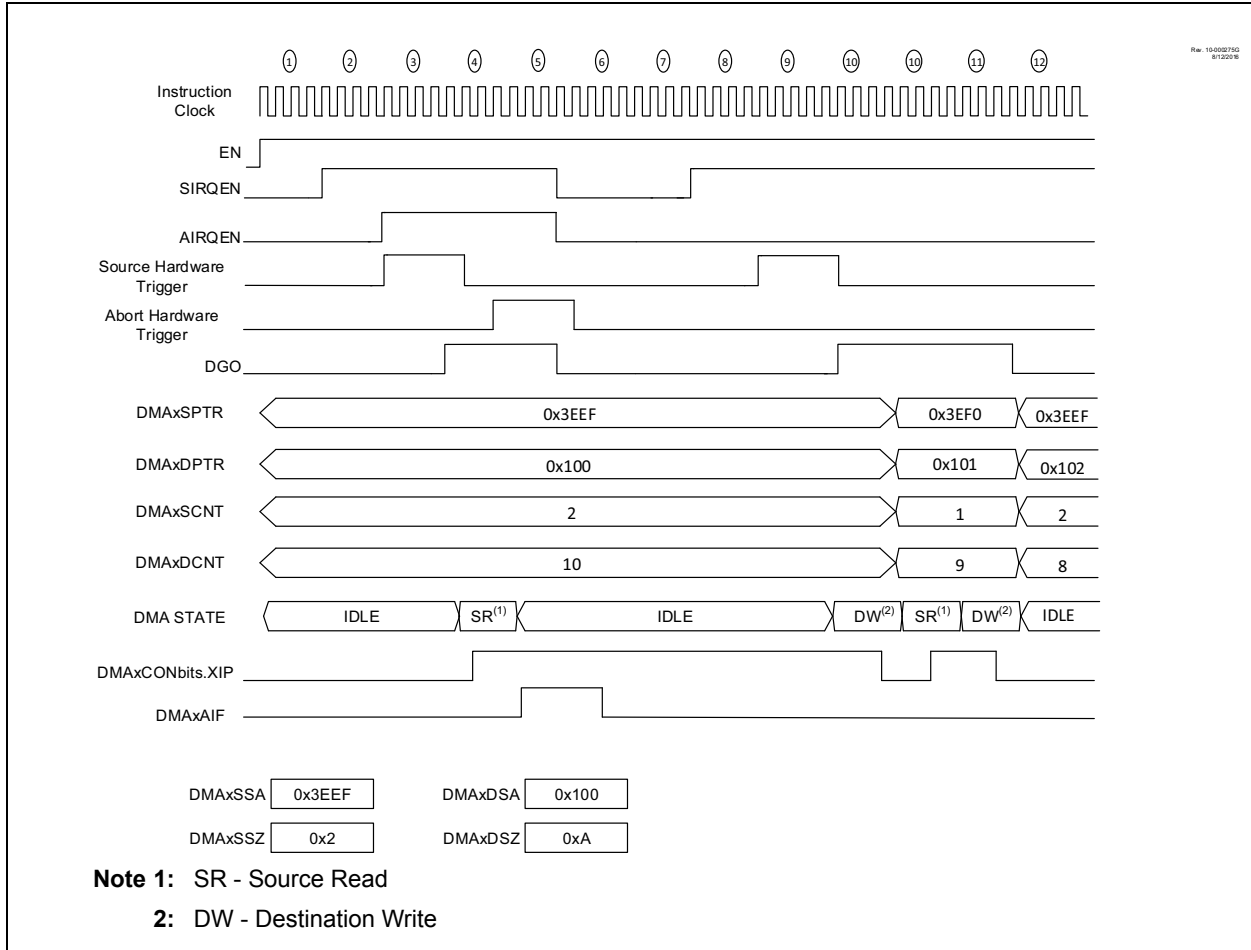 Rev. 10-000275G
8/12/2016
1 2 3 4 5 6 7 8 9 10 10 11 12
Instruction
Clock
EN
SIRQEN
AIRQEN
Source Hardware
Trigger
Abort Hardware
Trigger
DGO
DMAxSPTR 0x3EEF 0x3EF0 0x3EEF
DMAxDPTR 0x100 0x101 0x102
DMAxSCNT 2 1 2
DMAxDCNT 10 9 8
DMA STATE IDLE SR(1) IDLE DW(2) SR(1) DW(2) IDLE
DMAxCONbits.XIP
DMAxAIF
DMAxSSA 0x3EEF DMAxDSA 0x100
DMAxSSZ 0x2 DMAxDSZ 0xA
Note 1: SR - Source Read
2: DW - Destination Write